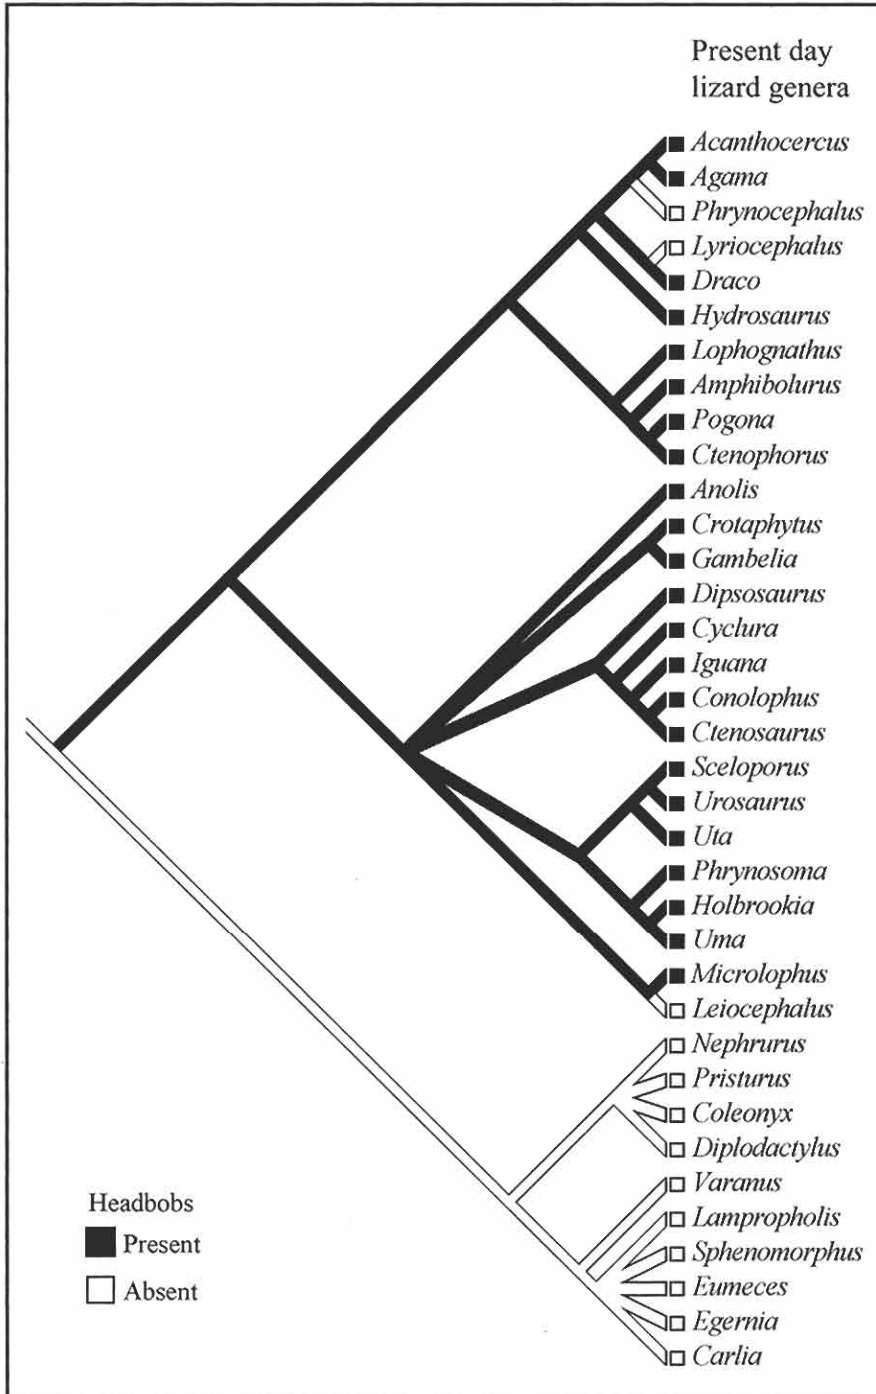 Present day
lizard genera
Acanthocercus
Agama
Phrynocephalus
Lyriocephalus
Draco
Hydrosaurus
Lophognathus
Amphibolurus
Pogona
Ctenophorus
Anolis
Crotaphytus
Gambelia
Dipsosaurus
Cyclura
Iguana
Conolophus
Ctenosaurus
Sceloporus
Urosaurus
Uta
Phrynosoma
Holbrookia
Uma
Microlophus
Leiocephalus
Nephrurus
Pristurus
Coleonyx
Diplodactylus
Varanus
Lampropholis
Sphenomorphus
Eumeces
Egernia
Carlia
Headbobs
Present
Absent